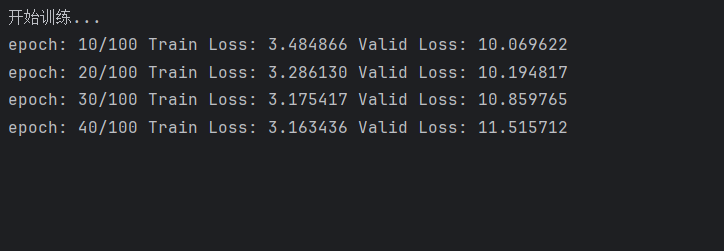 开始训练...
epoch: 10/100 Train Loss: 3.484866 Valid Loss: 10.069622
epoch: 20/100 Train Loss: 3.286130 Valid Loss: 10.194817
epoch: 30/100 Train Loss: 3.175417 Valid Loss: 10.859765
epoch: 40/100 Train Loss: 3.163436 Valid Loss: 11.515712